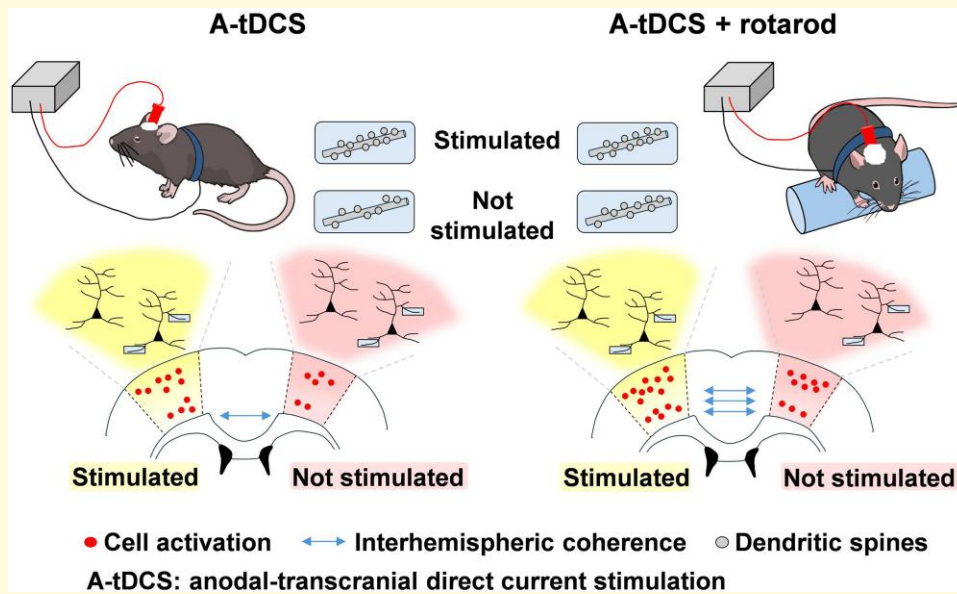 A-tDCS
A-tDCS + rotarod
Stimulated
Not
stimulated
Stimulated
Not stimulated
Stimulated
Not stimulated
Cell activation
Interhemispheric coherence
Dendritic spines
A-tDCS: anodal-transcranial direct current stimulation